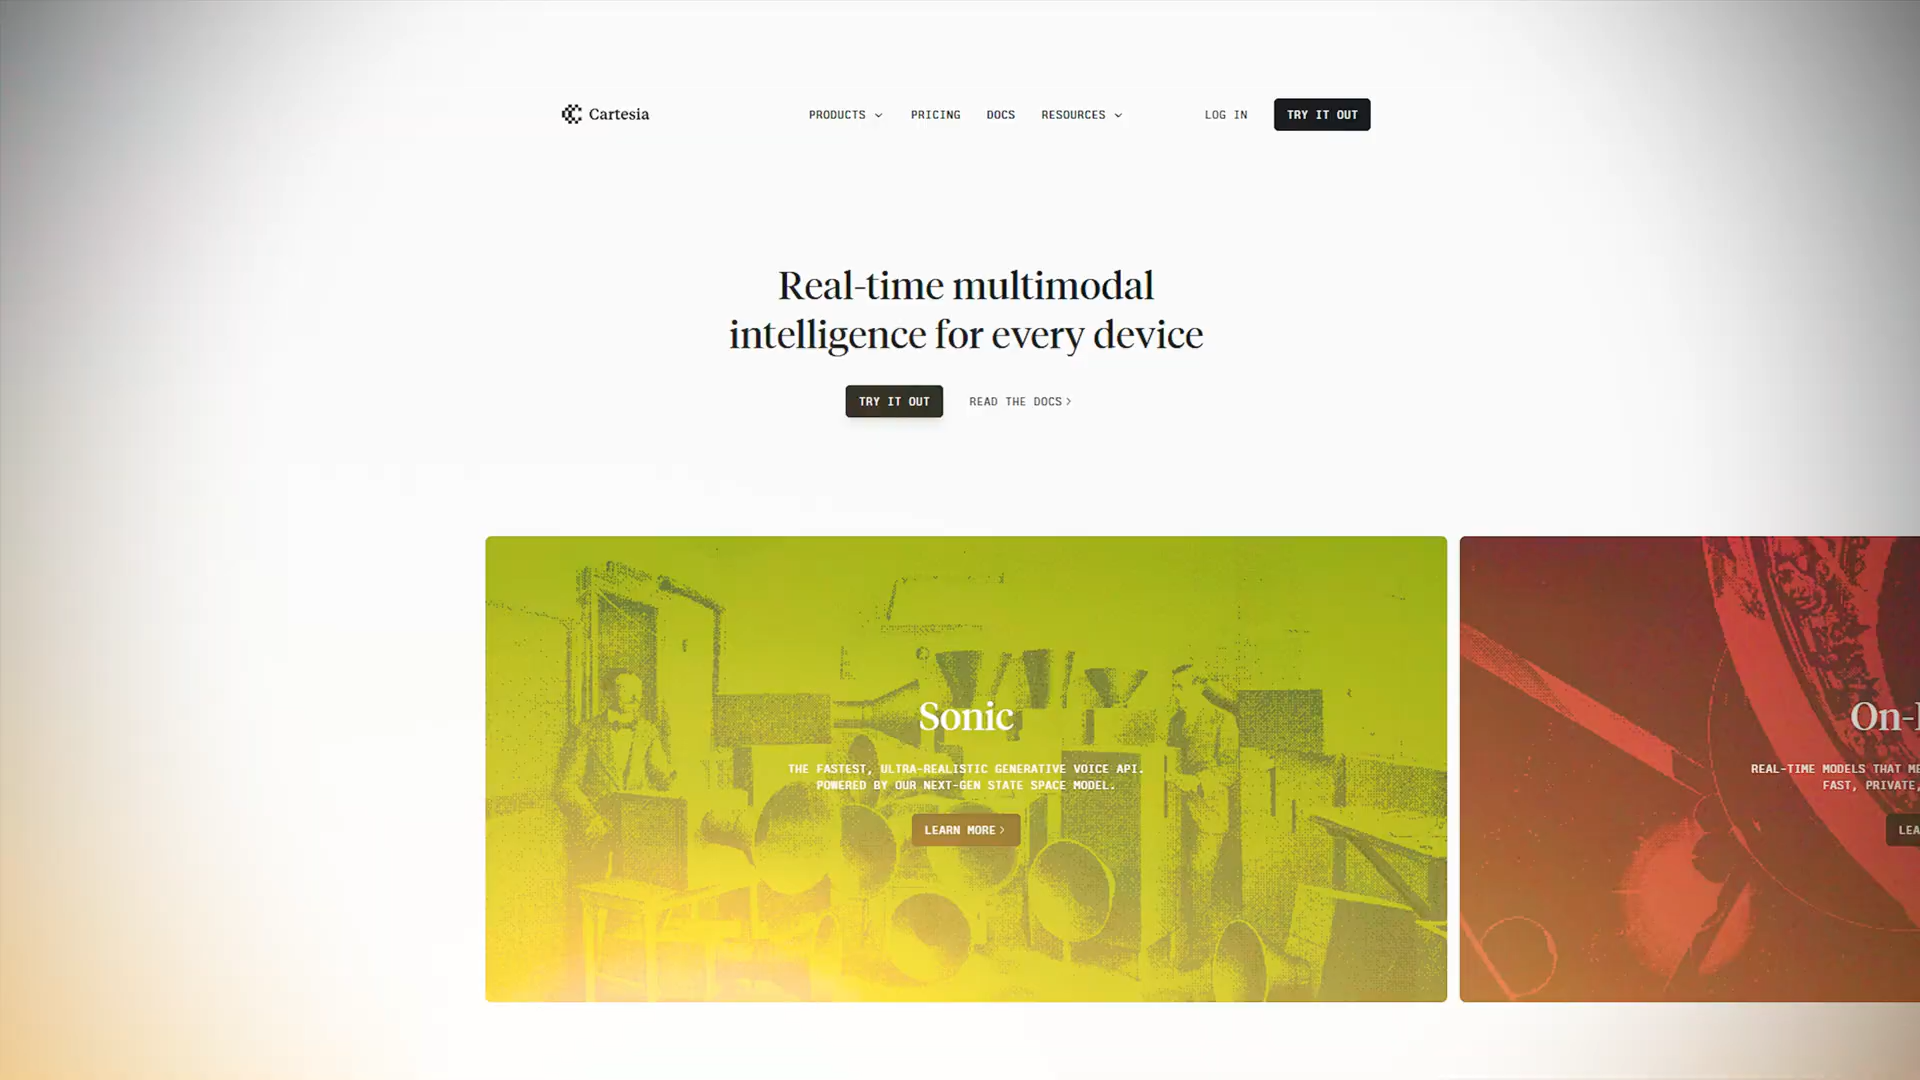 Cartesia
PRODUCTS
PRICING
DOCS
RESOURCES
LOG IN
TRY IT OUT
Real-time multimodal
intelligence for every device
TRY IT OUT
READ THE DOCS
Sonic
THE FASTEST, ULTRA-REALISTIC GENERATIVE VOICE API.
POWERED BY OUR NEXT-GEN STATE SPACE MODEL.
LEARN MORE
On-
REAL-TIME MODELS THAT
FAST, PRIVATE,